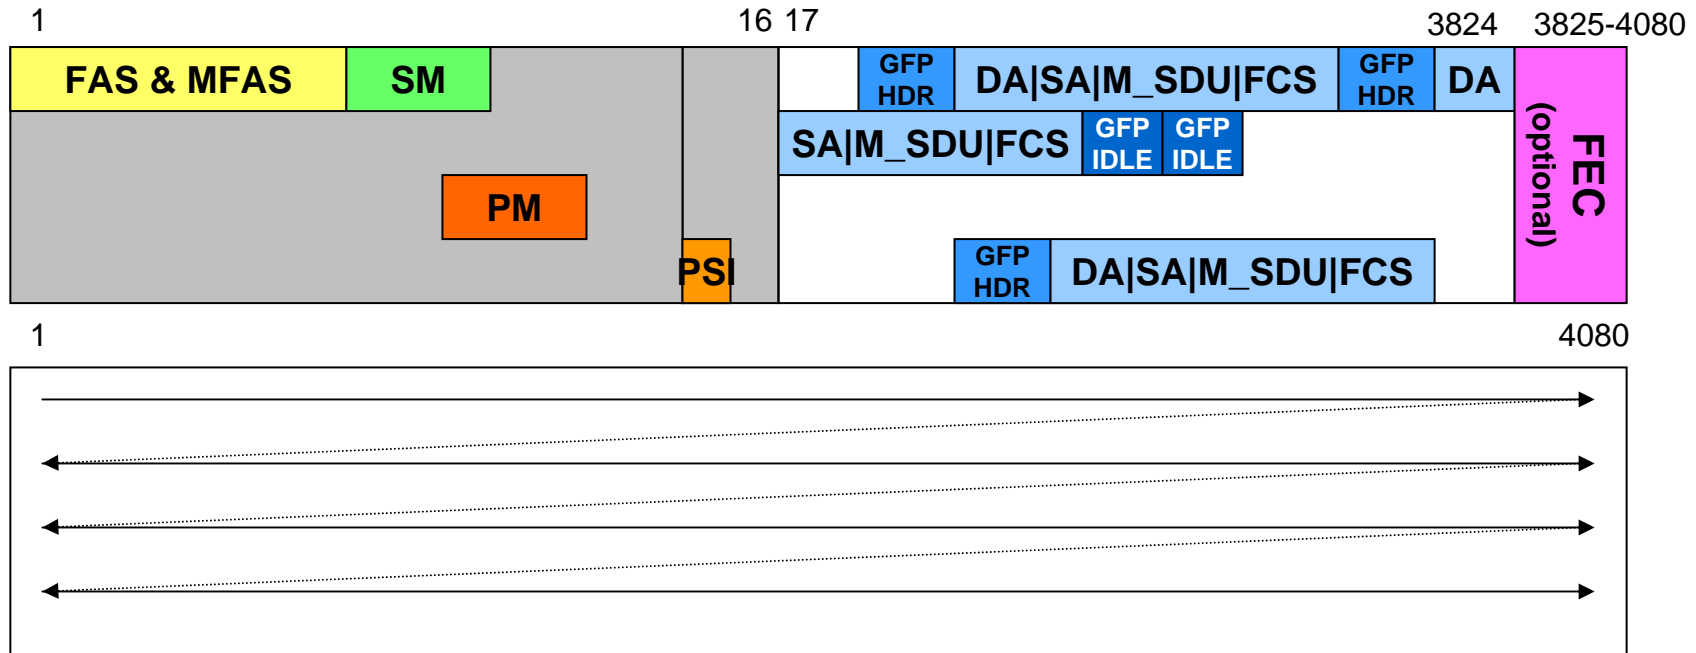 1 16 17 3824 3825-4080
FAS & MFAS SM GFP HDR DA|SA|M_SDU|FCS GFP HDR DA
SA|M_SDU|FCS GFP IDLE GFP IDLE
FEC
(optional)
PM
PSI GFP HDR DA|SA|M_SDU|FCS
1 4080